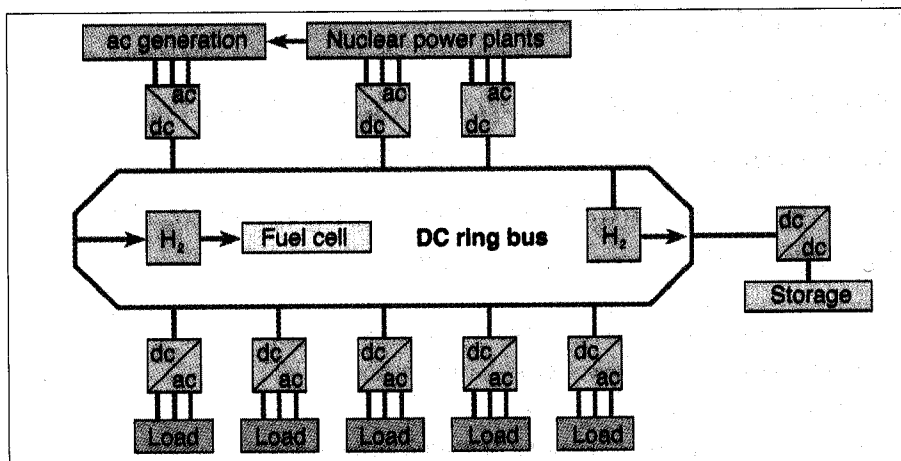 ac generation
Nuclear power plants
ac
dc
ac
dc
ac
dc
H₂
Fuel cell
DC ring bus
H₂
dc
dc
Storage
dc
ac
dc
ac
dc
ac
dc
ac
dc
ac
Load
Load
Load
Load
Load